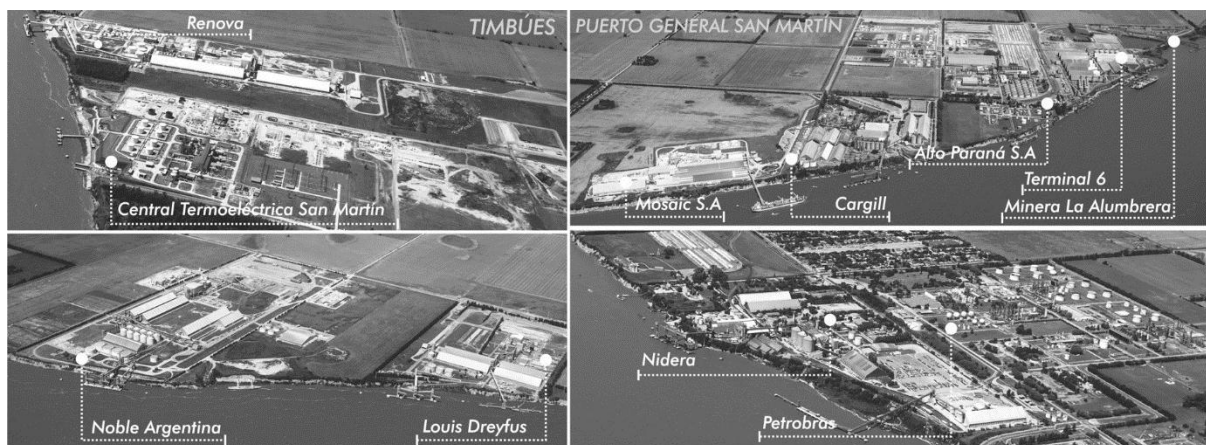 Renova
TIMBÚES
Central Termoeléctrica San Martín
PUERTO GENERAL SAN MARTÍN
Alto Paraná S.A
Terminal 6
Mosaic S.A
Cargill
Minera La Alumbrera
Noble Argentina
Louis Dreyfus
Nidera
Petrobras